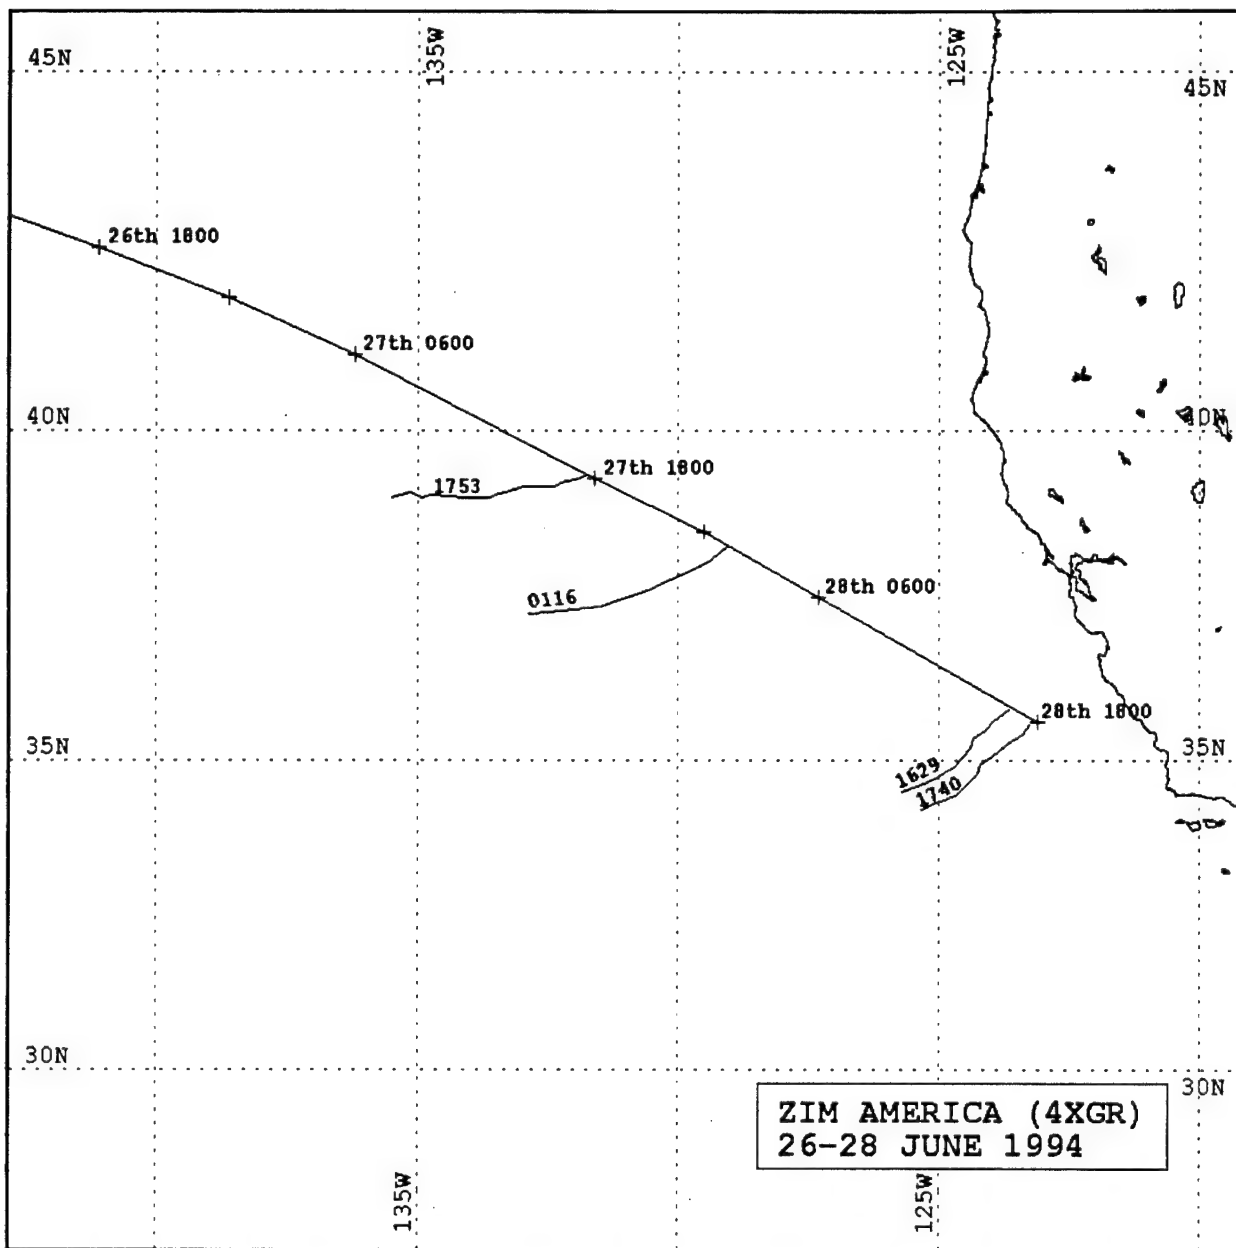 135W
125W
45N
45N
26th 1800
27th 0600
40N
27th 1800
1753
28th 0600
0116
28th 1800
35N
35N
1629
1740
30N
30N
ZIM AMERICA (4XGR)
26-28 JUNE 1994
135W
125W
40N